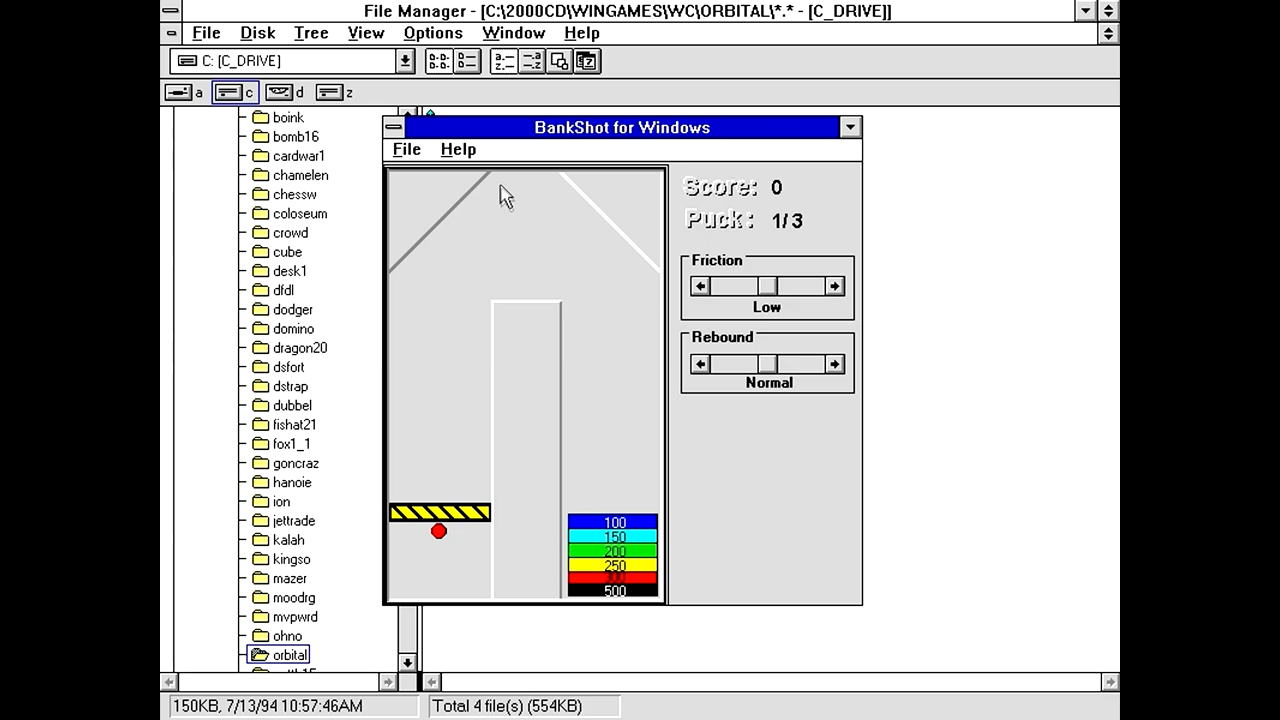 File Manager - [C:\2000CD\WINGAMES\WC\ORBITAL\*.* - [C_DRIVE]]
File Disk Tree View Options Window Help
C: [C_DRIVE]
a c d z
boink
bomb16
cardwar1
chamelen
chessw
coloseum
crowd
cube
desk1
dfdl
dodger
domino
dragon20
dsfort
dstrap
dubbel
fishat21
fox1_1
goncraz
hanoie
ion
jettrade
kalah
kingso
mazer
moodrg
mvpwrd
ohno
orbital
BankShot for Windows
File Help
Score: 0
Puck: 1/3
Friction
Low
Rebound
Normal
100
150
200
250
500
150KB, 7/13/94 10:57:46AM
Total 4 file(s) (554KB)